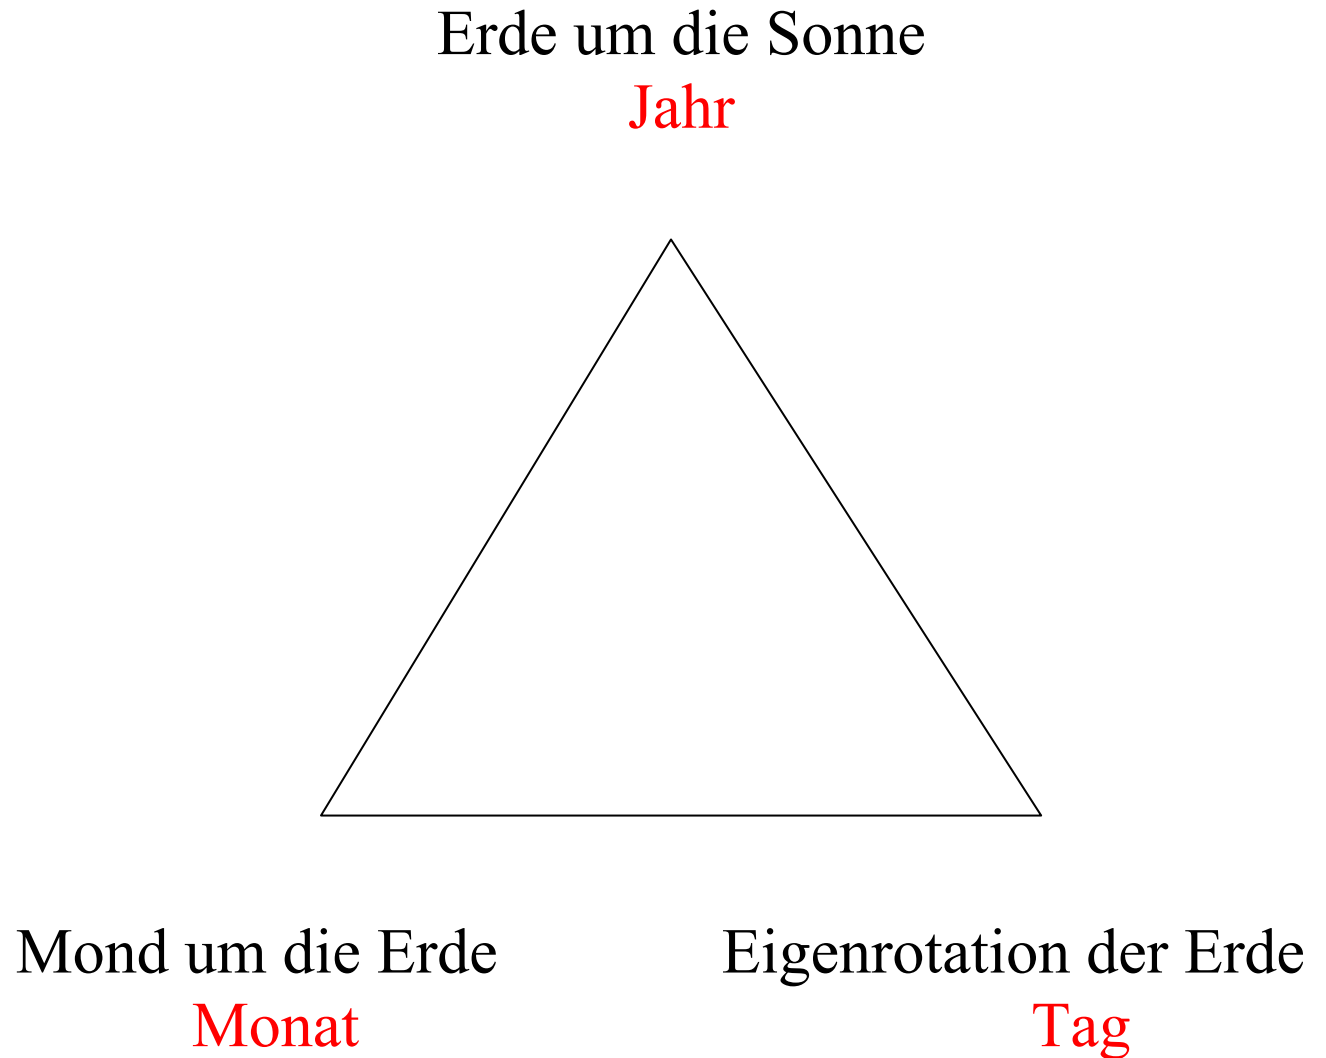 Erde um die Sonne
Jahr
Mond um die Erde
Monat
Eigenrotation der Erde
Tag